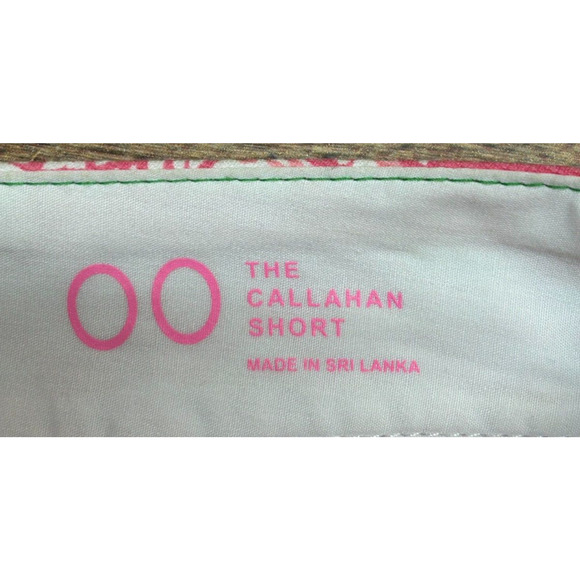 00
THE
CALLAHAN
SHORT
MADE IN SRI LANKA